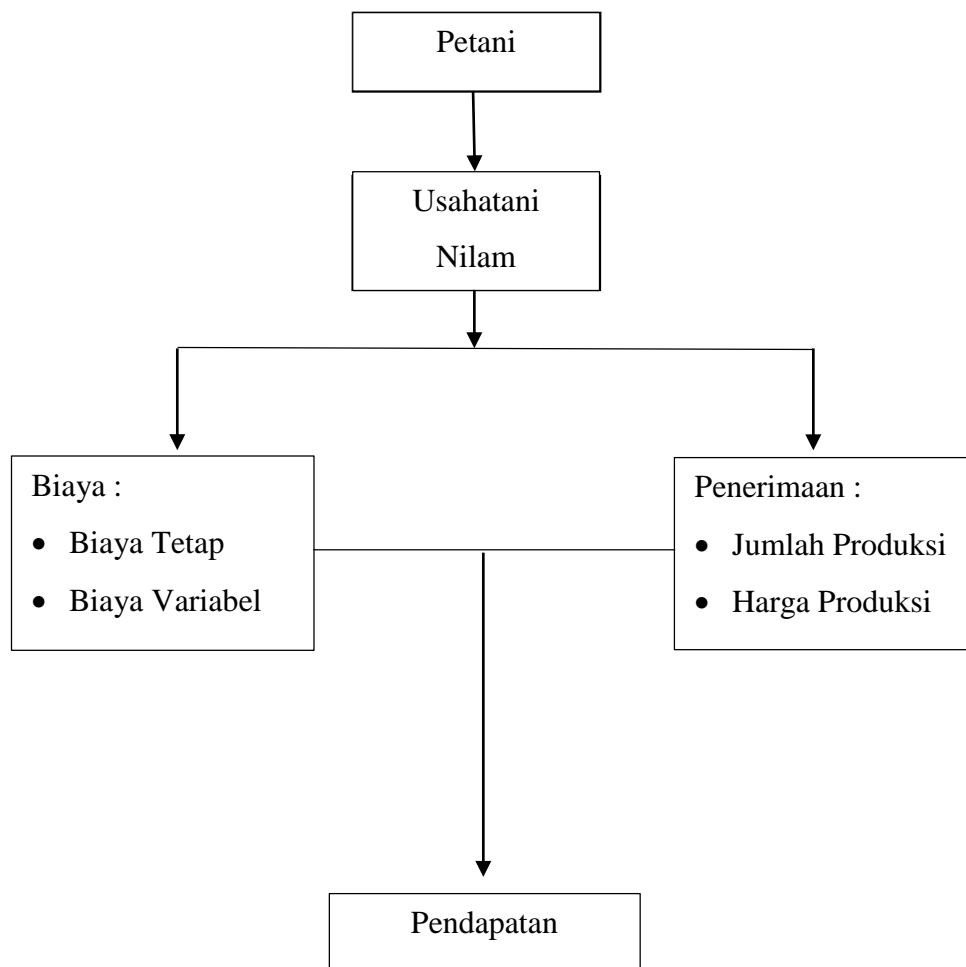 Petani
Usahatani
Nilam
Biaya :
• Biaya Tetap
• Biaya Variabel
Penerimaan :
• Jumlah Produksi
• Harga Produksi
Pendapatan